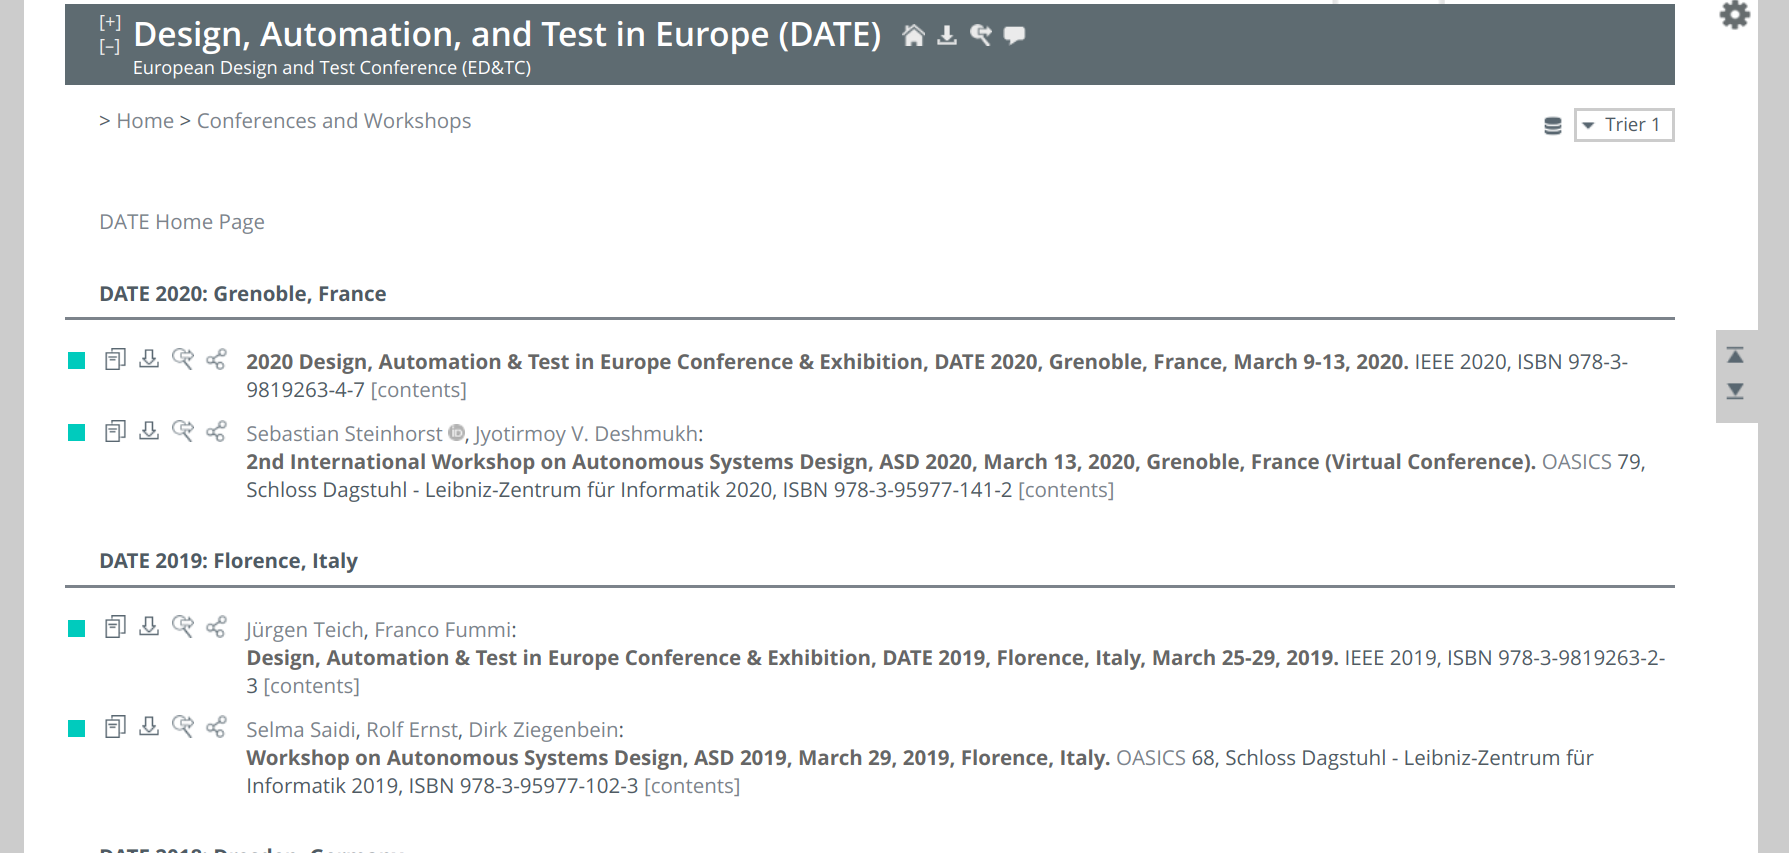 [+]
[–]
Design, Automation, and Test in Europe (DATE)
European Design and Test Conference (ED&TC)
> Home > Conferences and Workshops
Trier 1
DATE Home Page
DATE 2020: Grenoble, France
2020 Design, Automation & Test in Europe Conference & Exhibition, DATE 2020, Grenoble, France, March 9-13, 2020. IEEE 2020, ISBN 978-3-
9819263-4-7 [contents]
Sebastian Steinhorst iD, Jyotirmoy V. Deshmukh:
2nd International Workshop on Autonomous Systems Design, ASD 2020, March 13, 2020, Grenoble, France (Virtual Conference). OASICS 79,
Schloss Dagstuhl - Leibniz-Zentrum für Informatik 2020, ISBN 978-3-95977-141-2 [contents]
DATE 2019: Florence, Italy
Jürgen Teich, Franco Fummi:
Design, Automation & Test in Europe Conference & Exhibition, DATE 2019, Florence, Italy, March 25-29, 2019. IEEE 2019, ISBN 978-3-9819263-2-
3 [contents]
Selma Saidi, Rolf Ernst, Dirk Ziegenbein:
Workshop on Autonomous Systems Design, ASD 2019, March 29, 2019, Florence, Italy. OASICS 68, Schloss Dagstuhl - Leibniz-Zentrum für
Informatik 2019, ISBN 978-3-95977-102-3 [contents]
DATE 2018: Dresden, Germany